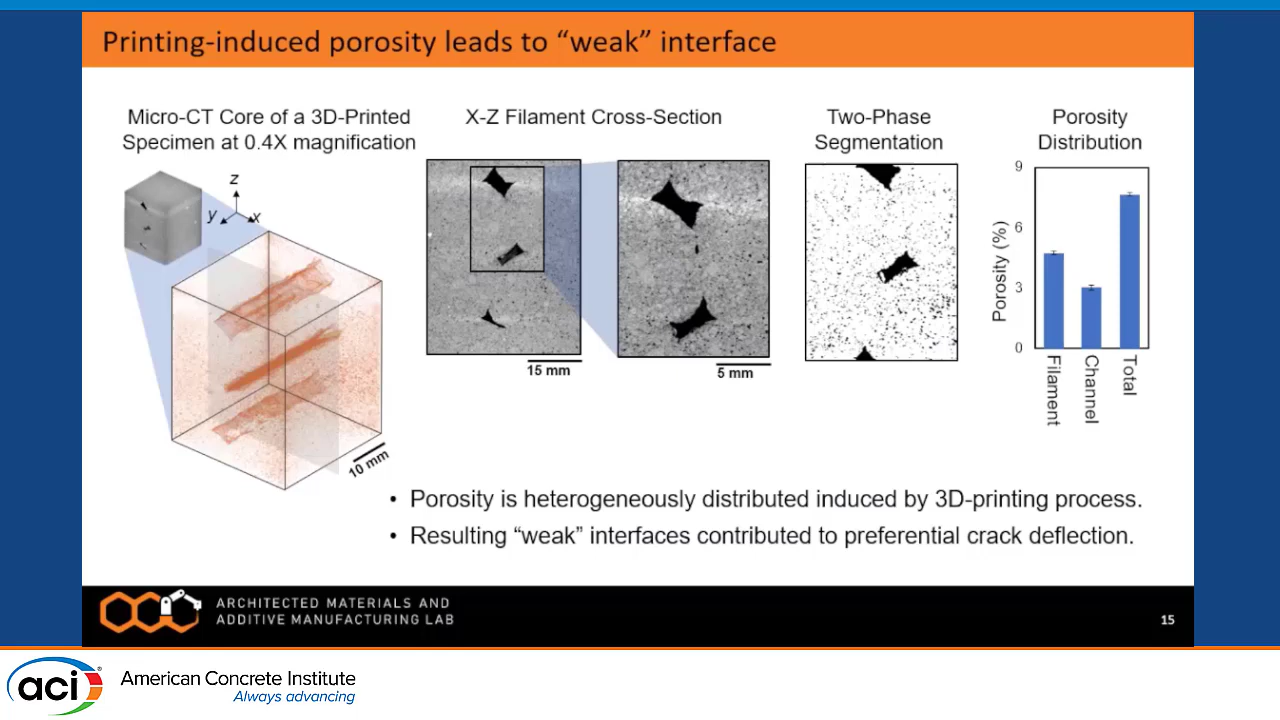 Printing-induced porosity leads to “weak” interface
Micro-CT Core of a 3D-Printed
Specimen at 0.4X magnification
z
y
x
10 mm
X-Z Filament Cross-Section
15 mm
5 mm
Two-Phase
Segmentation
Porosity
Distribution
9
6
3
0
Porosity (%)
Filament
Channel
Total
• Porosity is heterogeneously distributed induced by 3D-printing process.
• Resulting “weak” interfaces contributed to preferential crack deflection.
ARCHITECTED MATERIALS AND
ADDITIVE MANUFACTURING LAB
15
aci®
American Concrete Institute
Always advancing